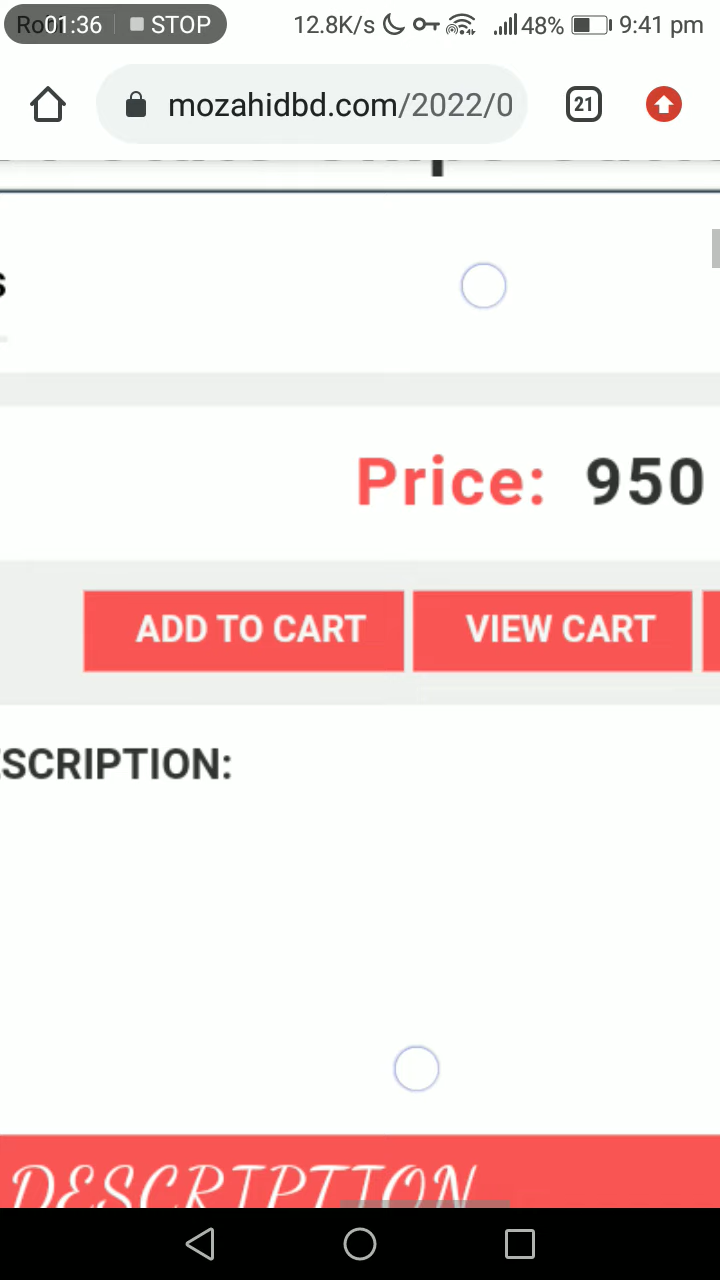 01:36 STOP 12.8K/s 48% 9:41 pm
mozahidbd.com/2022/0 21
s
Price: 950
ADD TO CART VIEW CART
ESCRIPTION:
DESCRIPTION